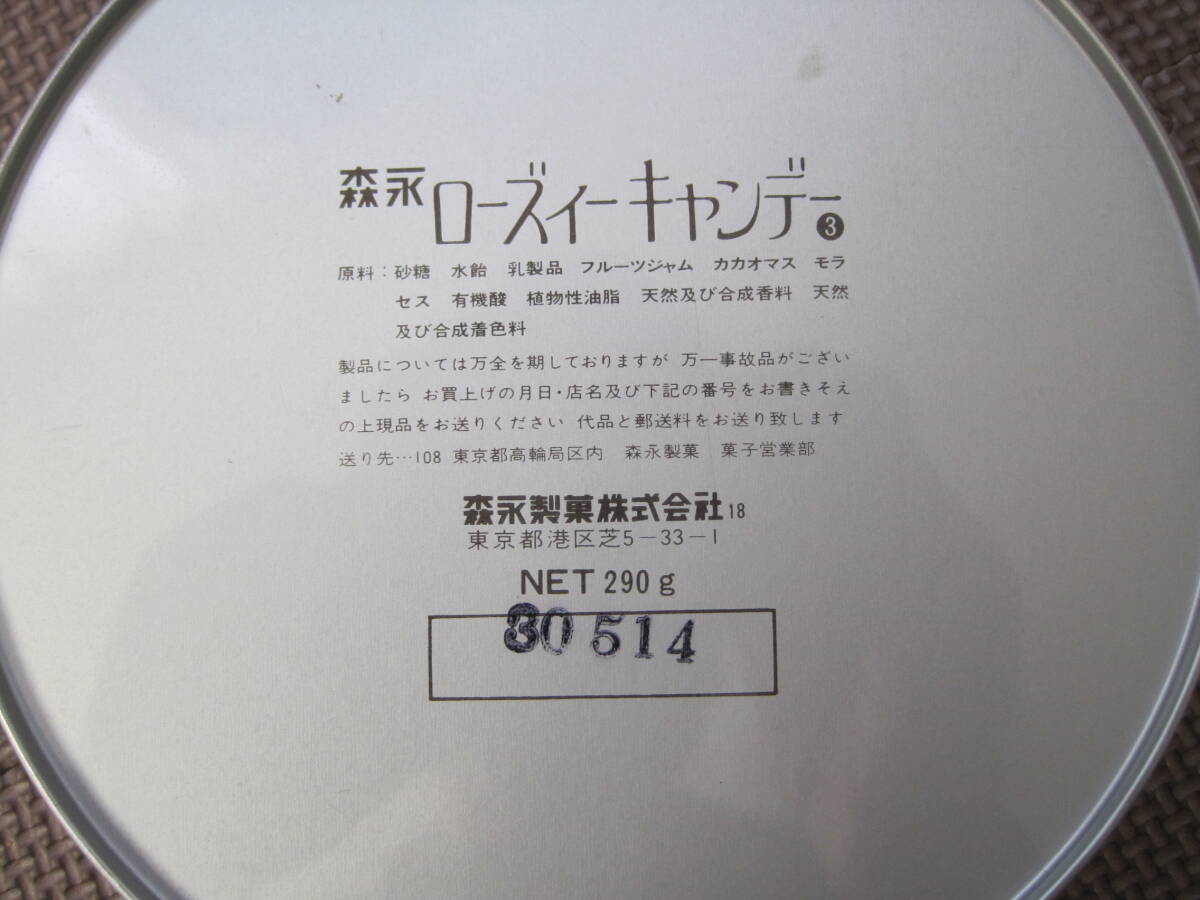 森永 ローズィーキャンデー ❸
原料：砂糖 水飴 乳製品 フルーツジャム カカオマス モラ
セス 有機酸 植物性油脂 天然及び合成香料 天然
及び合成着色料
製品については万全を期しておりますが 万一事故品がござい
ましたら お買上げの月日・店名及び下記の番号をお書きそえ
の上現品をお送りください 代品と郵送料をお送り致します
送り先…108 東京都高輪局区内 森永製菓 菓子営業部
森永製菓株式会社 18
東京都港区芝5－33－1
NET 290g
30514